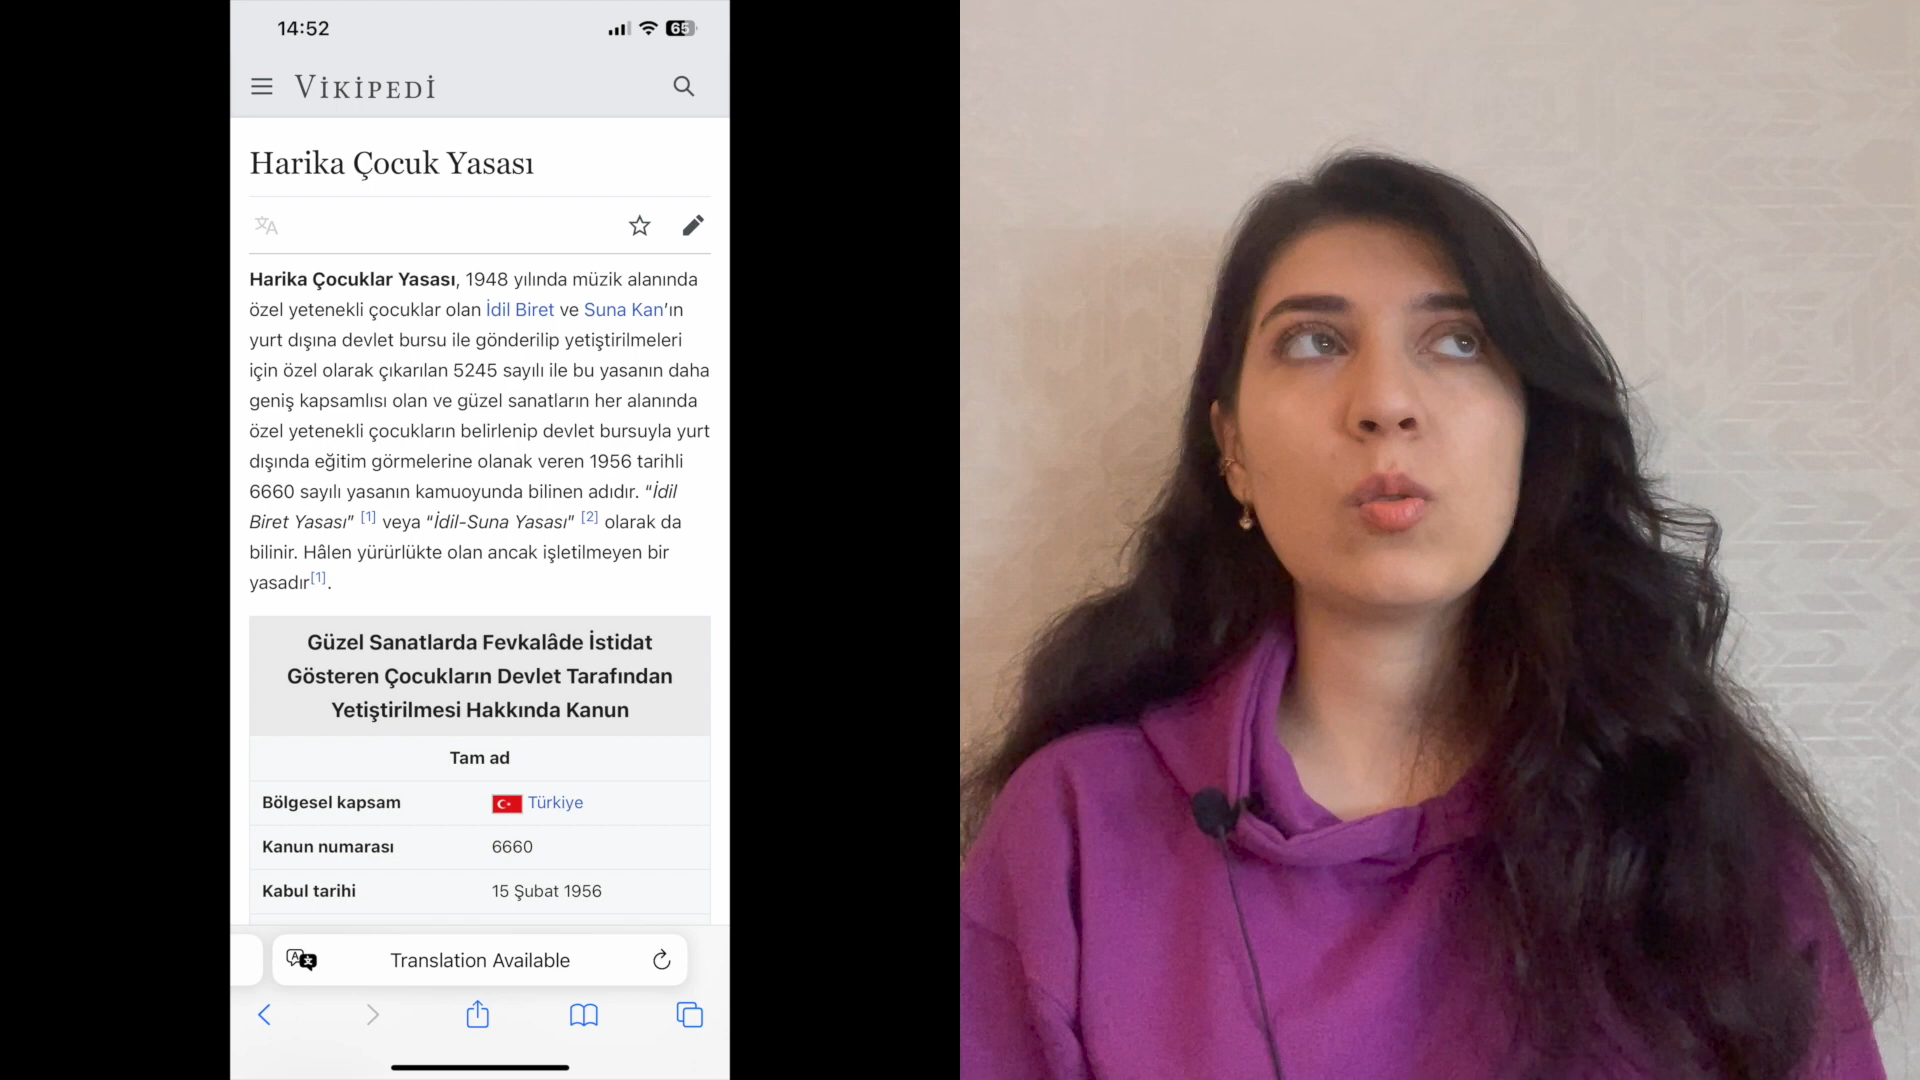 14:52
65
VİKİPEDİ
Harika Çocuk Yasası
Harika Çocuklar Yasası, 1948 yılında müzik alanında
özel yetenekli çocuklar olan İdil Biret ve Suna Kan’ın
yurt dışına devlet bursu ile gönderilip yetiştirilmeleri
için özel olarak çıkarılan 5245 sayılı ile bu yasanın daha
geniş kapsamlısı olan ve güzel sanatların her alanında
özel yetenekli çocukların belirlenip devlet bursuyla yurt
dışında eğitim görmelerine olanak veren 1956 tarihli
6660 sayılı yasanın kamuoyunda bilinen adıdır. “İdil
Biret Yasası” [1] veya “İdil-Suna Yasası” [2] olarak da
bilinir. Hâlen yürürlükte olan ancak işletilmeyen bir
yasadır[1].
Güzel Sanatlarda Fevkalâde İstidat
Gösteren Çocukların Devlet Tarafından
Yetiştirilmesi Hakkında Kanun
Tam ad
Bölgesel kapsam Türkiye
Kanun numarası 6660
Kabul tarihi 15 Şubat 1956
Translation Available